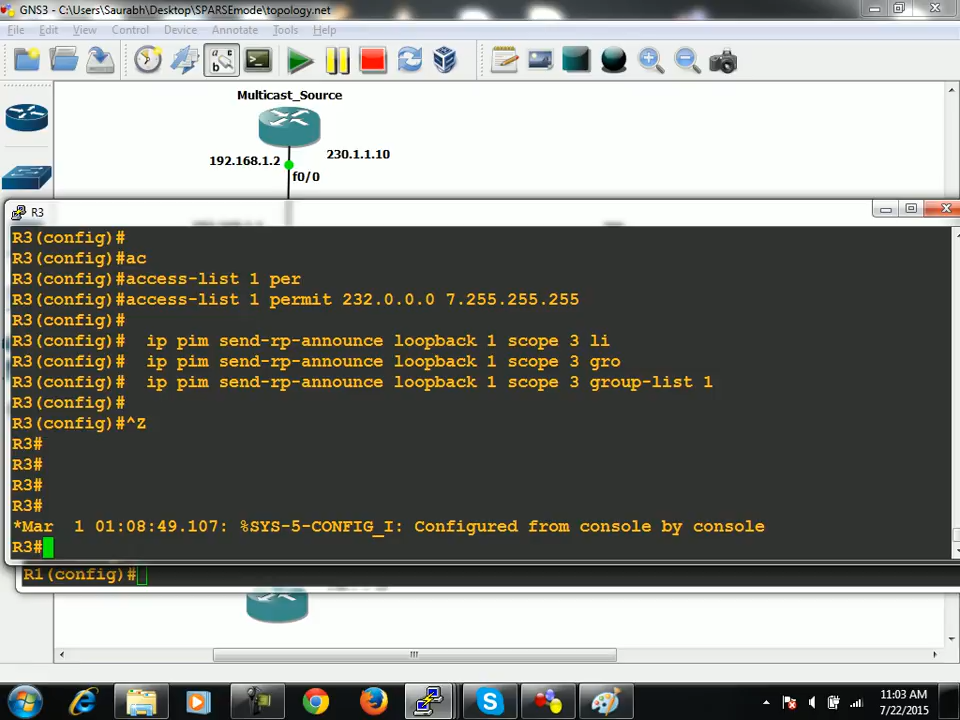 GNS3 - C:\Users\Saurabh\Desktop\SPARSEmode\topology.net
File Edit View Control Device Annotate Tools Help
Multicast_Source
192.168.1.2
230.1.1.10
f0/0
R3
R3(config)#
R3(config)#ac
R3(config)#access-list 1 per
R3(config)#access-list 1 permit 232.0.0.0 7.255.255.255
R3(config)#
R3(config)#  ip pim send-rp-announce loopback 1 scope 3 li
R3(config)#  ip pim send-rp-announce loopback 1 scope 3 gro
R3(config)#  ip pim send-rp-announce loopback 1 scope 3 group-list 1
R3(config)#
R3(config)#^Z
R3#
R3#
R3#
R3#
*Mar  1 01:08:49.107: %SYS-5-CONFIG_I: Configured from console by console
R3#
R1(config)#
11:03 AM
7/22/2015